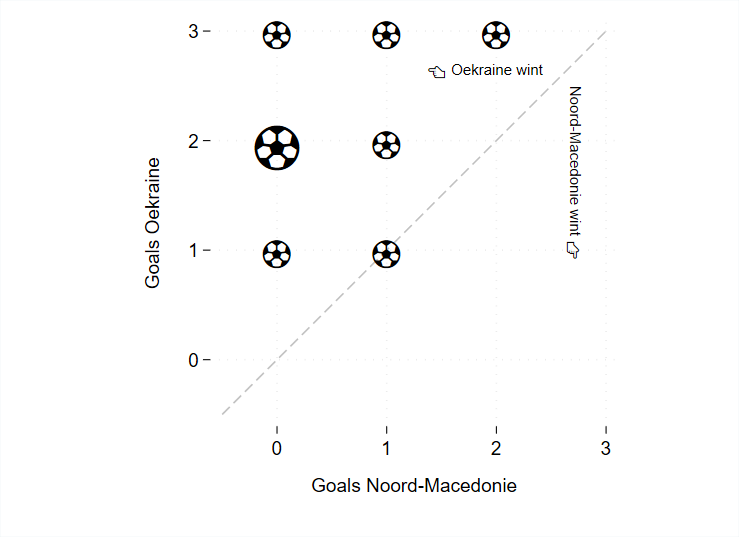 3
Oekraine wint
Noord-Macedonie wint
2
Goals Oekraine
1
0
0 1 2 3
Goals Noord-Macedonie